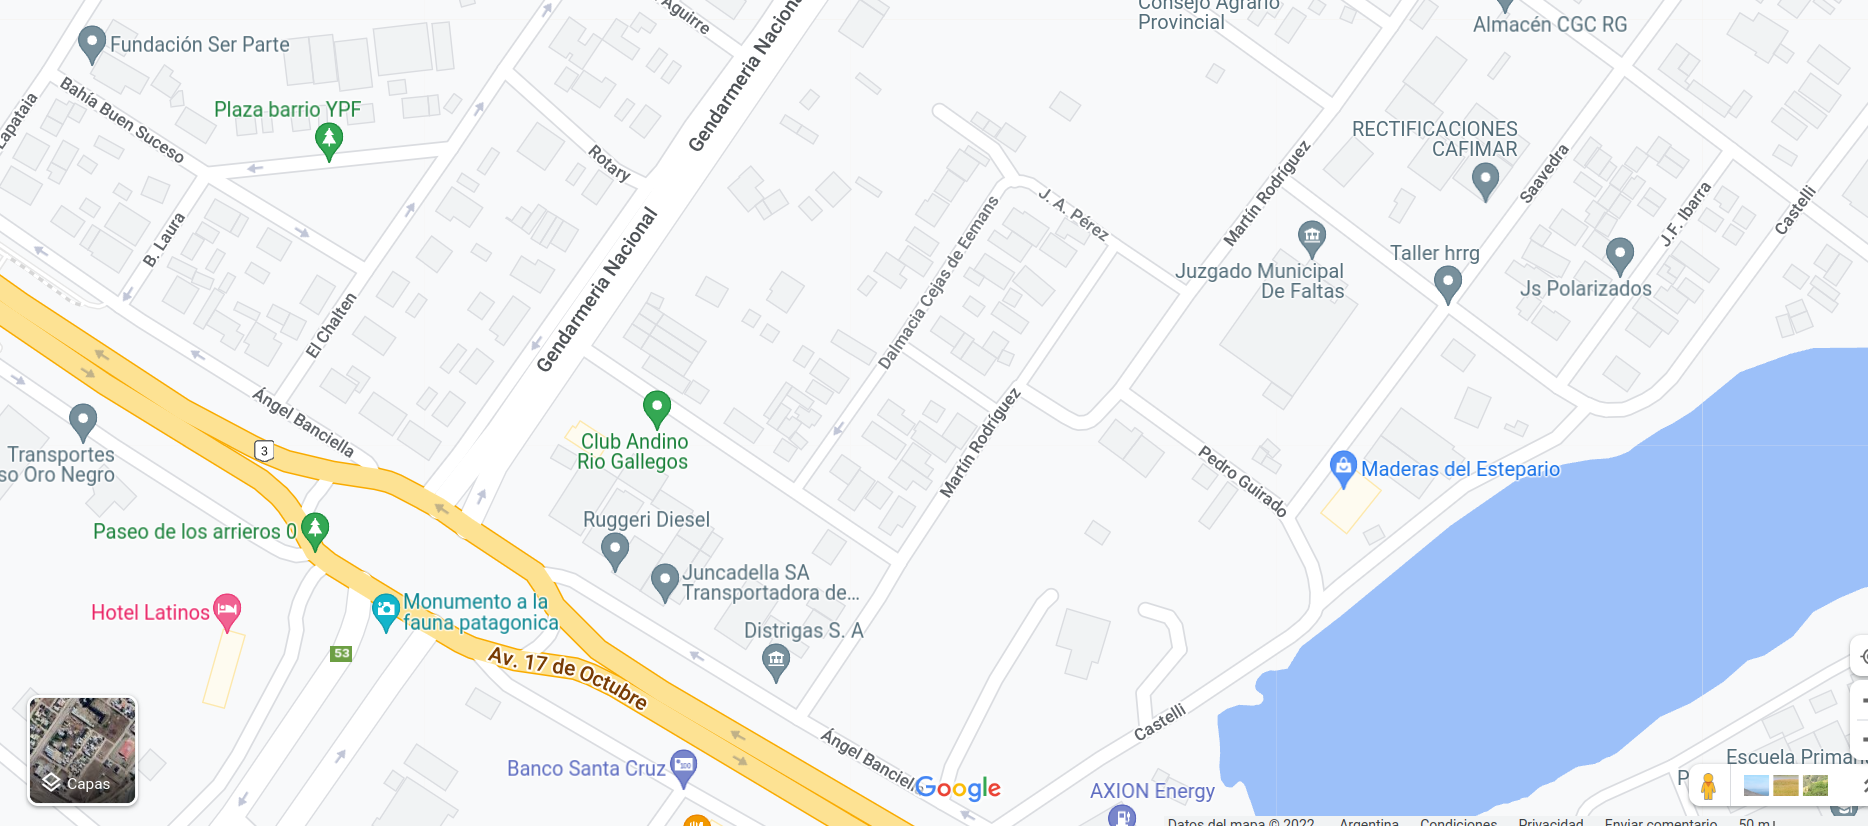 Consejo Agrario
Provincial
Almacén CGC RG
Aguirre
Fundación Ser Parte
Gendarmería Nacional
Bahía Buen Suceso
Plaza barrio YPF
Lapataia
Rotary
RECTIFICACIONES
CAFIMAR
Martín Rodríguez
Saavedra
J.F. Ibarra
Castelli
J. A. Pérez
B. Laura
Gendarmería Nacional
Dalmacia Cejas de Eemans
Juzgado Municipal
De Faltas
Taller hrrg
Js Polarizados
El Chalten
Ángel Banciella
3
Transportes
so Oro Negro
Club Andino
Rio Gallegos
Martín Rodríguez
Pedro Guirado
Maderas del Estepario
Paseo de los arrieros 0
Ruggeri Diesel
Juncadella SA
Transportadora de...
Hotel Latinos
Monumento a la
fauna patagonica
Distrigas S. A
53
Av. 17 de Octubre
Castelli
Ángel Banciella
Banco Santa Cruz
Google
AXION Energy
Escuela Prima
P
Capas
Datos del mapa © 2022
Argentina
Condiciones
Privacidad
Enviar comentario
50 m